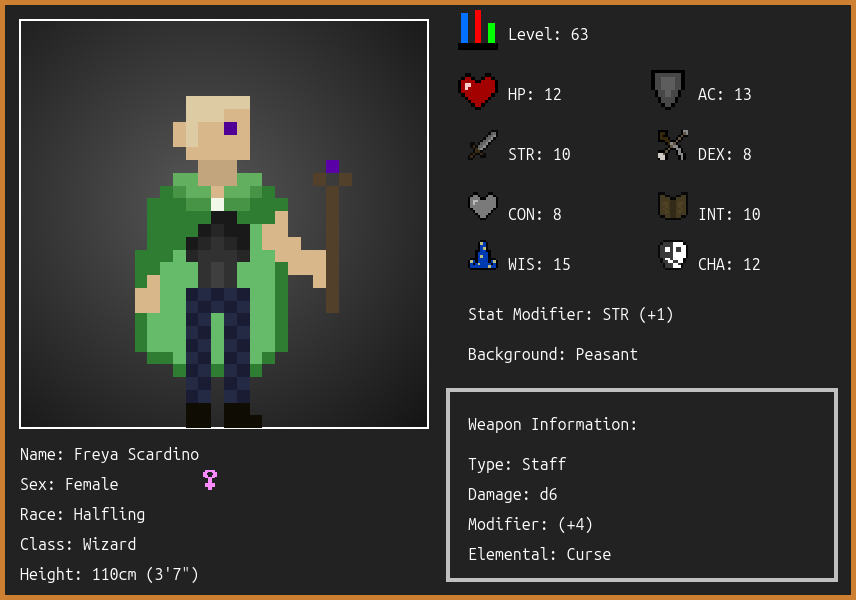 Level: 63
HP: 12
AC: 13
STR: 10
DEX: 8
CON: 8
INT: 10
WIS: 15
CHA: 12
Stat Modifier: STR (+1)
Background: Peasant
Weapon Information:
Type: Staff
Damage: d6
Modifier: (+4)
Elemental: Curse
Name: Freya Scardino
Sex: Female
Race: Halfling
Class: Wizard
Height: 110cm (3'7")